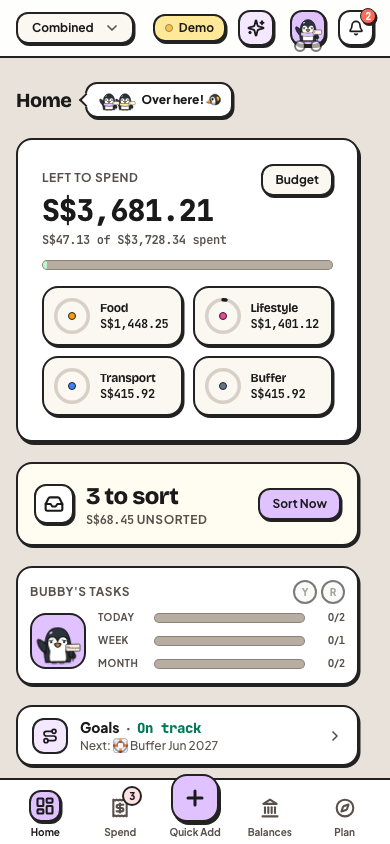 Combined
Demo
2
Home
Over here!
LEFT TO SPEND
Budget
S$3,681.21
S$47.13 of S$3,728.34 spent
Food
S$1,448.25
Lifestyle
S$1,401.12
Transport
S$415.92
Buffer
S$415.92
3 to sort
S$68.45 UNSORTED
Sort Now
BUBBY'S TASKS
Y R
TODAY 0/2
WEEK 0/1
MONTH 0/2
Goals · On track
Next: Buffer Jun 2027
3
Home
Spend
Quick Add
Balances
Plan